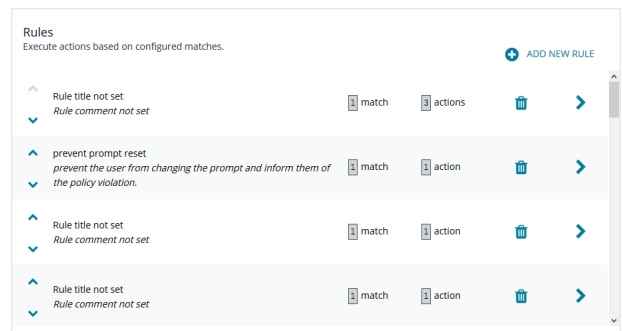 Rules
Execute actions based on configured matches.
ADD NEW RULE
Rule title not set
Rule comment not set
1 match
3 actions
prevent prompt reset
prevent the user from changing the prompt and inform them of
the policy violation.
1 match
1 action
Rule title not set
Rule comment not set
1 match
1 action
Rule title not set
Rule comment not set
1 match
1 action